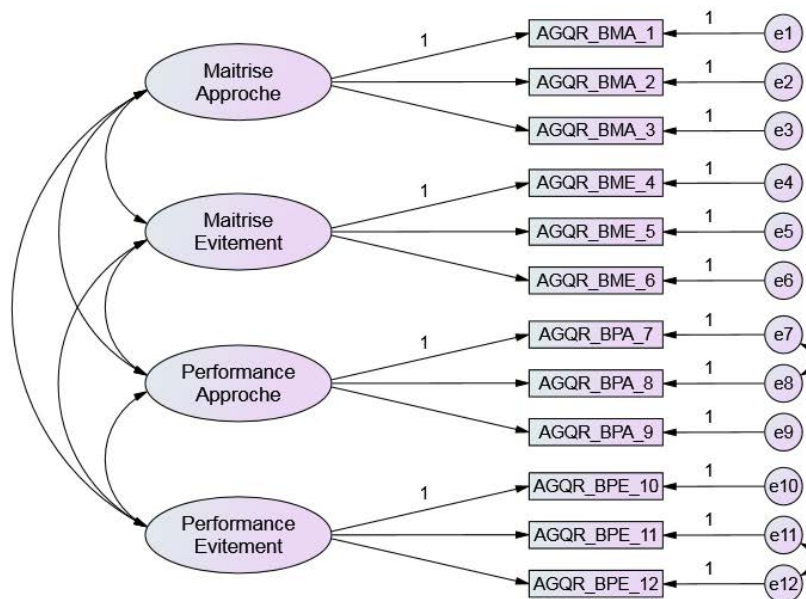 Maitrise
Approche
1
AGQR_BMA_1
1
e1
AGQR_BMA_2
1
e2
AGQR_BMA_3
1
e3
Maitrise
Evitement
1
AGQR_BME_4
1
e4
AGQR_BME_5
1
e5
AGQR_BME_6
1
e6
Performance
Approche
1
AGQR_BPA_7
1
e7
AGQR_BPA_8
1
e8
AGQR_BPA_9
1
e9
Performance
Evitement
1
AGQR_BPE_10
1
e10
AGQR_BPE_11
1
e11
AGQR_BPE_12
1
e12